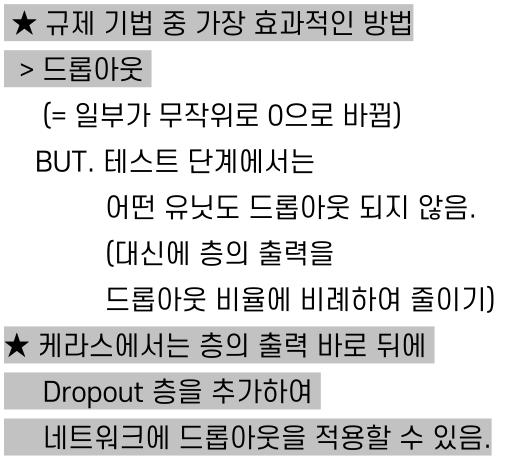 ★ 규제 기법 중 가장 효과적인 방법
> 드롭아웃
(= 일부가 무작위로 0으로 바뀜)
BUT. 테스트 단계에서는
어떤 유닛도 드롭아웃 되지 않음.
(대신에 층의 출력을
드롭아웃 비율에 비례하여 줄이기)
★ 케라스에서는 층의 출력 바로 뒤에
Dropout 층을 추가하여
네트워크에 드롭아웃을 적용할 수 있음.